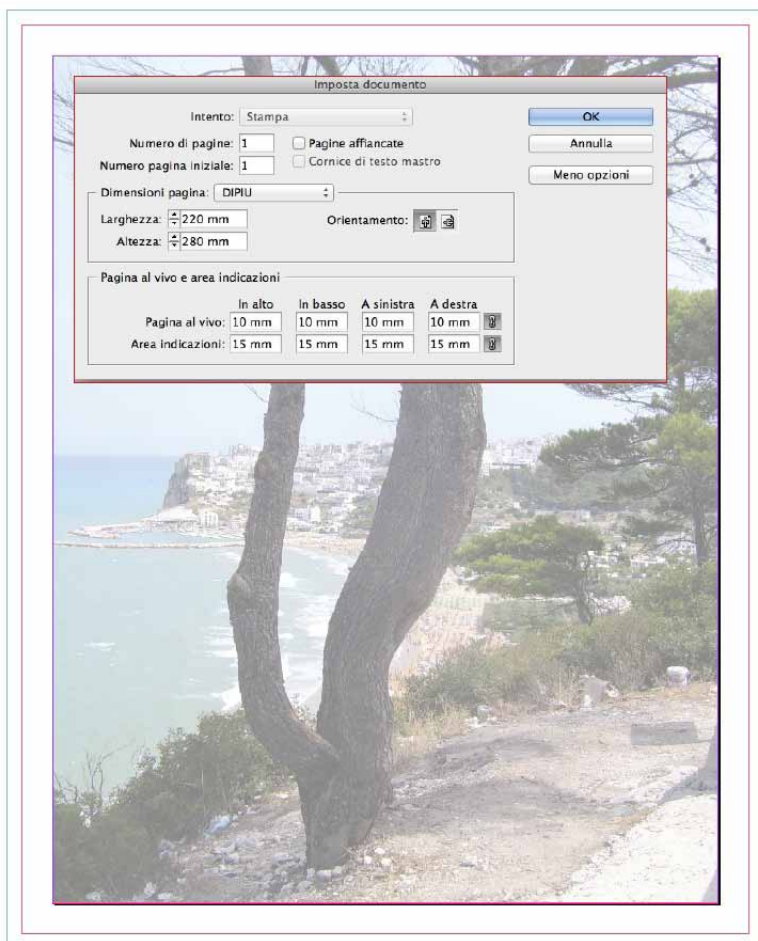 Imposta documento
Intento: Stampa
OK
Numero di pagine: 1
Pagine affiancate
Annulla
Numero pagina iniziale: 1
Cornice di testo mastro
Meno opzioni
Dimensioni pagina: DIPIU
Larghezza: 220 mm
Orientamento:
Altezza: 280 mm
Pagina al vivo e area indicazioni
In alto In basso A sinistra A destra
Pagina al vivo: 10 mm 10 mm 10 mm 10 mm
Area indicazioni: 15 mm 15 mm 15 mm 15 mm